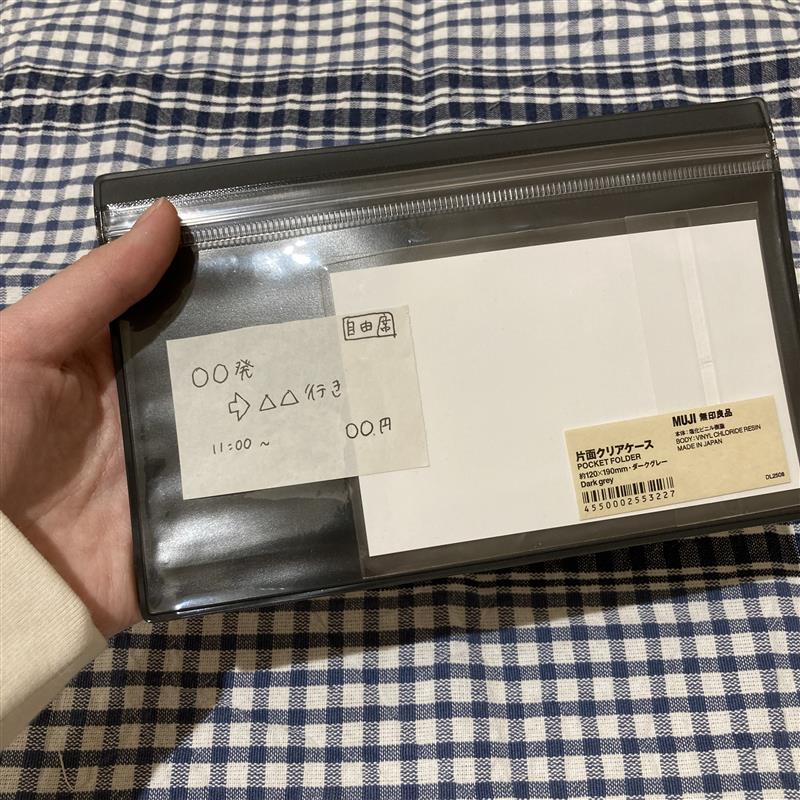 自由席
〇〇発
⇨△△行き
11:00~
00.円
MUJI 無印良品
本体:塩化ビニル樹脂
BODY:VINYL CHLORIDE RESIN
MADE IN JAPAN
片面クリアケース
POCKET FOLDER
約120×190mm・ダークグレー
Dark grey
4550002553227
DL2508